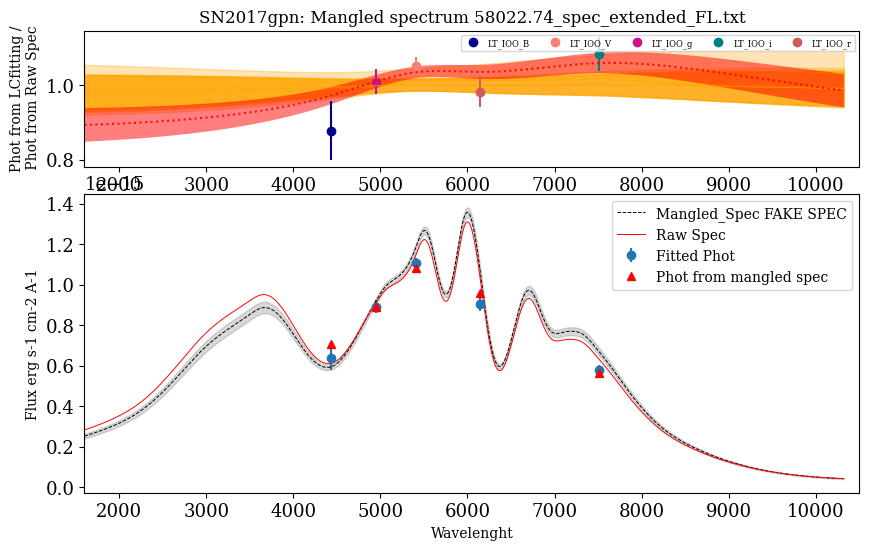 SN2017gpn: Mangled spectrum 58022.74_spec_extended_FL.txt
Phot from LCfitting /
Phot from Raw Spec
LT_IOO_B LT_IOO_V LT_IOO_g LT_IOO_i LT_IOO_r
1.0
0.8
2000 3000 4000 5000 6000 7000 8000 9000 10000
1e−15
Flux erg s-1 cm-2 A-1
1.4
1.2
1.0
0.8
0.6
0.4
0.2
0.0
Mangled_Spec FAKE SPEC
Raw Spec
Fitted Phot
Phot from mangled spec
2000 3000 4000 5000 6000 7000 8000 9000 10000
Wavelenght